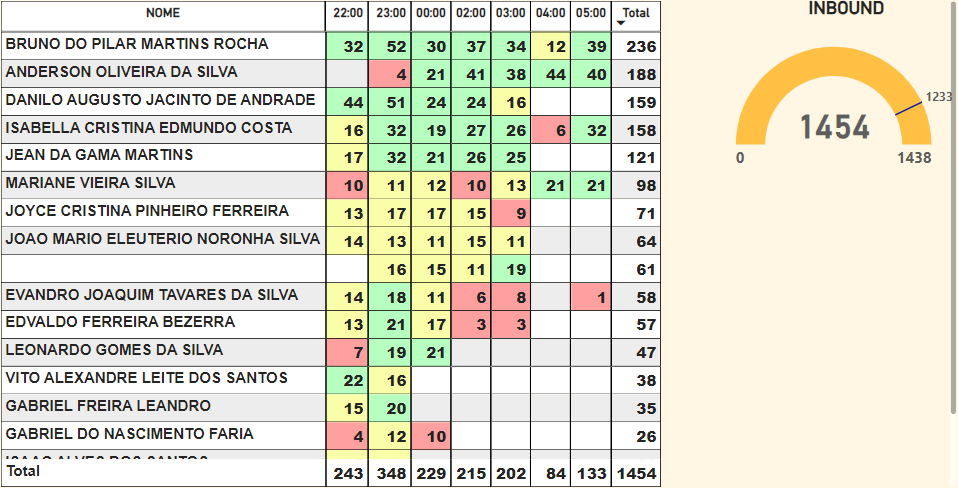 NOME 22:00 23:00 00:00 02:00 03:00 04:00 05:00 Total
BRUNO DO PILAR MARTINS ROCHA 32 52 30 37 34 12 39 236
ANDERSON OLIVEIRA DA SILVA 4 21 41 38 44 40 188
DANILO AUGUSTO JACINTO DE ANDRADE 44 51 24 24 16 159
ISABELLA CRISTINA EDMUNDO COSTA 16 32 19 27 26 6 32 158
JEAN DA GAMA MARTINS 17 32 21 26 25 121
MARIANE VIEIRA SILVA 10 11 12 10 13 21 21 98
JOYCE CRISTINA PINHEIRO FERREIRA 13 17 17 15 9 71
JOAO MARIO ELEUTERIO NORONHA SILVA 14 13 11 15 11 64
16 15 11 19 61
EVANDRO JOAQUIM TAVARES DA SILVA 14 18 11 6 8 1 58
EDVALDO FERREIRA BEZERRA 13 21 17 3 3 57
LEONARDO GOMES DA SILVA 7 19 21 47
VITO ALEXANDRE LEITE DOS SANTOS 22 16 38
GABRIEL FREIRA LEANDRO 15 20 35
GABRIEL DO NASCIMENTO FARIA 4 12 10 26
Total 243 348 229 215 202 84 133 1454
INBOUND
1233
1454
0 1438